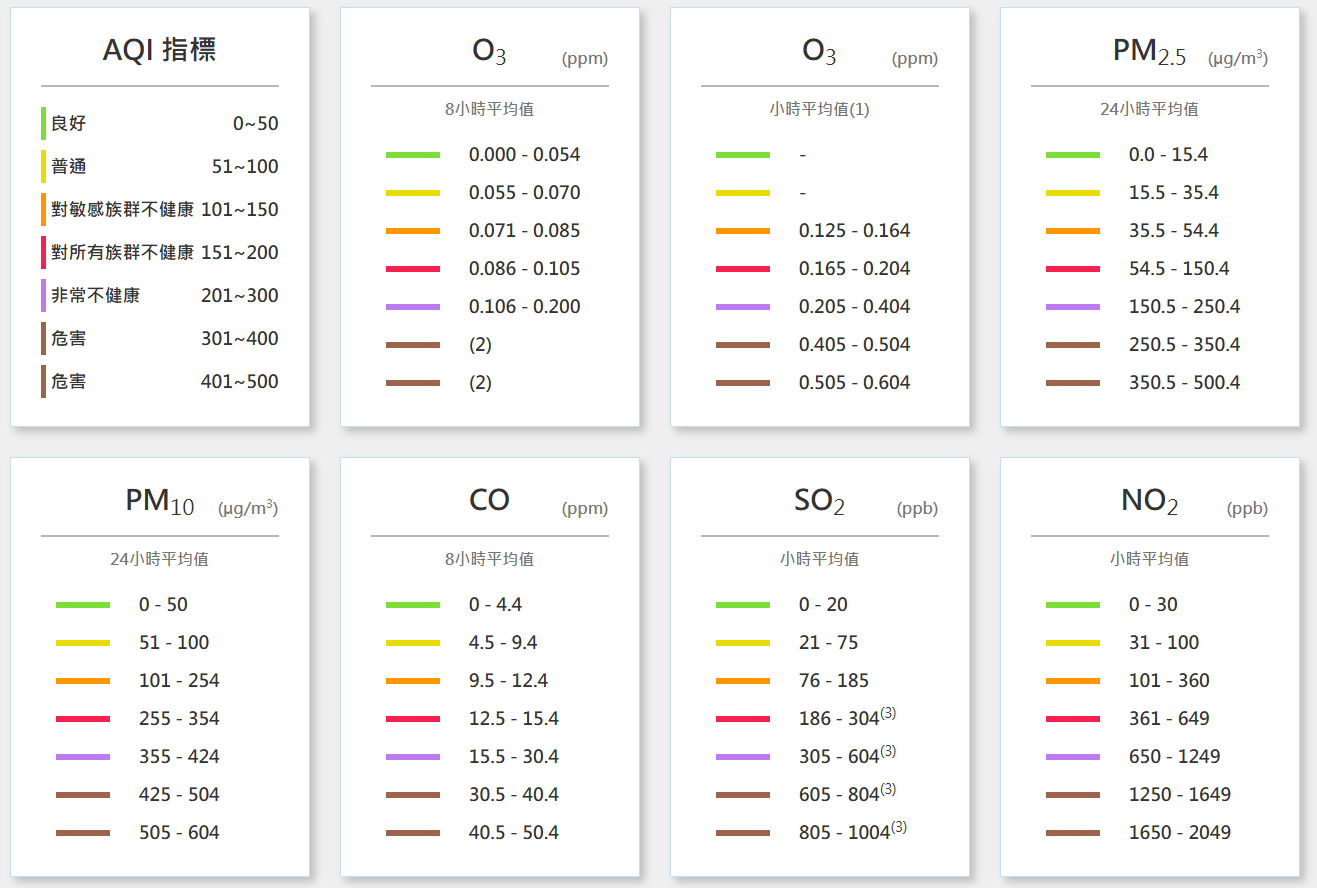 AQI 指標
良好 0~50
普通 51~100
對敏感族群不健康 101~150
對所有族群不健康 151~200
非常不健康 201~300
危害 301~400
危害 401~500
O3 (ppm)
8小時平均值
0.000 - 0.054
0.055 - 0.070
0.071 - 0.085
0.086 - 0.105
0.106 - 0.200
(2)
(2)
O3 (ppm)
小時平均值(1)
-
-
0.125 - 0.164
0.165 - 0.204
0.205 - 0.404
0.405 - 0.504
0.505 - 0.604
PM2.5 (μg/m3)
24小時平均值
0.0 - 15.4
15.5 - 35.4
35.5 - 54.4
54.5 - 150.4
150.5 - 250.4
250.5 - 350.4
350.5 - 500.4
PM10 (μg/m3)
24小時平均值
0 - 50
51 - 100
101 - 254
255 - 354
355 - 424
425 - 504
505 - 604
CO (ppm)
8小時平均值
0 - 4.4
4.5 - 9.4
9.5 - 12.4
12.5 - 15.4
15.5 - 30.4
30.5 - 40.4
40.5 - 50.4
SO2 (ppb)
小時平均值
0 - 20
21 - 75
76 - 185
186 - 304(3)
305 - 604(3)
605 - 804(3)
805 - 1004(3)
NO2 (ppb)
小時平均值
0 - 30
31 - 100
101 - 360
361 - 649
650 - 1249
1250 - 1649
1650 - 2049